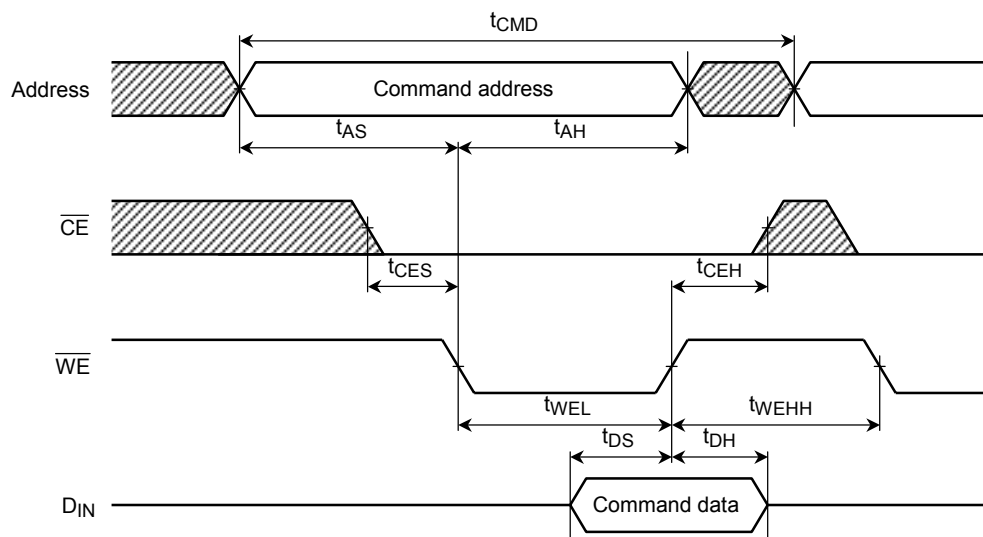 tCMD
Address
Command address
tAS
tAH
CE
tCES
tCEH
WE
tWEL
tWEHH
tDS
tDH
DIN
Command data